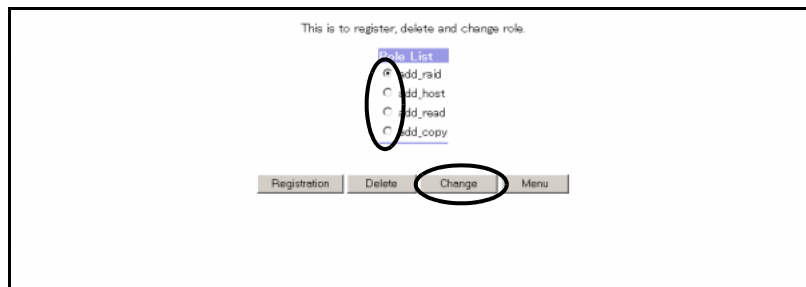 This is to register, delete and change role.
Role List
add_raid
add_host
add_read
add_copy
Registration Delete Change Menu